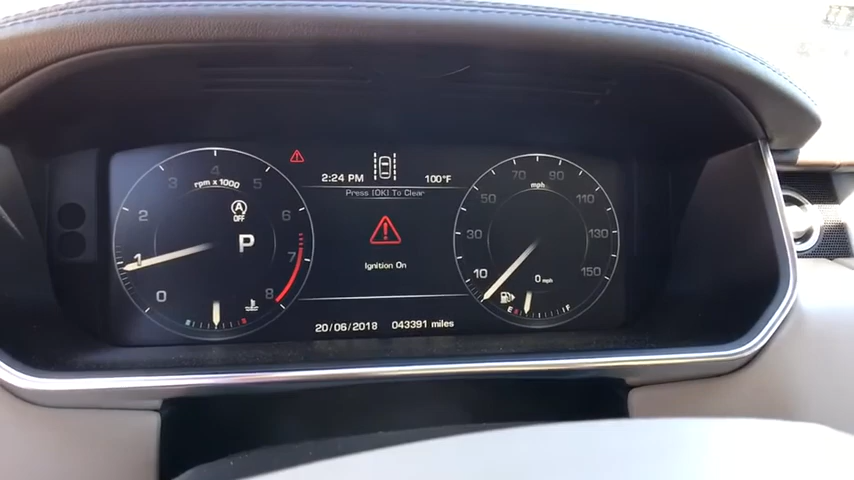 2:24 PM 100°F
Press [OK] To Clear
rpm x 1000
0 1 2 3 4 5 6 7 8
A
OFF
P
Ignition On
mph
10 30 50 70 90 110 130 150
0 mph
E F
20/06/2018 043391 miles